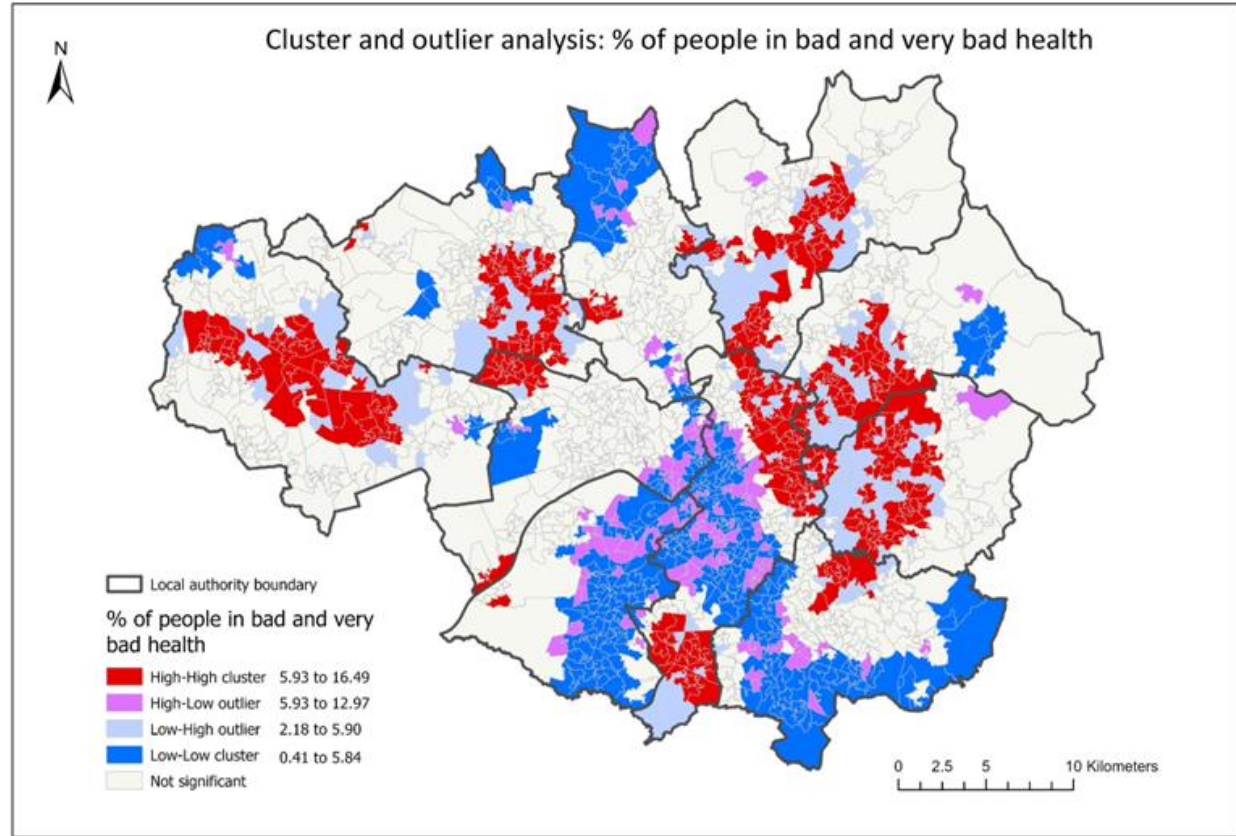 N
Cluster and outlier analysis: % of people in bad and very bad health
Local authority boundary
% of people in bad and very
bad health
High-High cluster 5.93 to 16.49
High-Low outlier 5.93 to 12.97
Low-High outlier 2.18 to 5.90
Low-Low cluster 0.41 to 5.84
Not significant
0 2.5 5 10 Kilometers